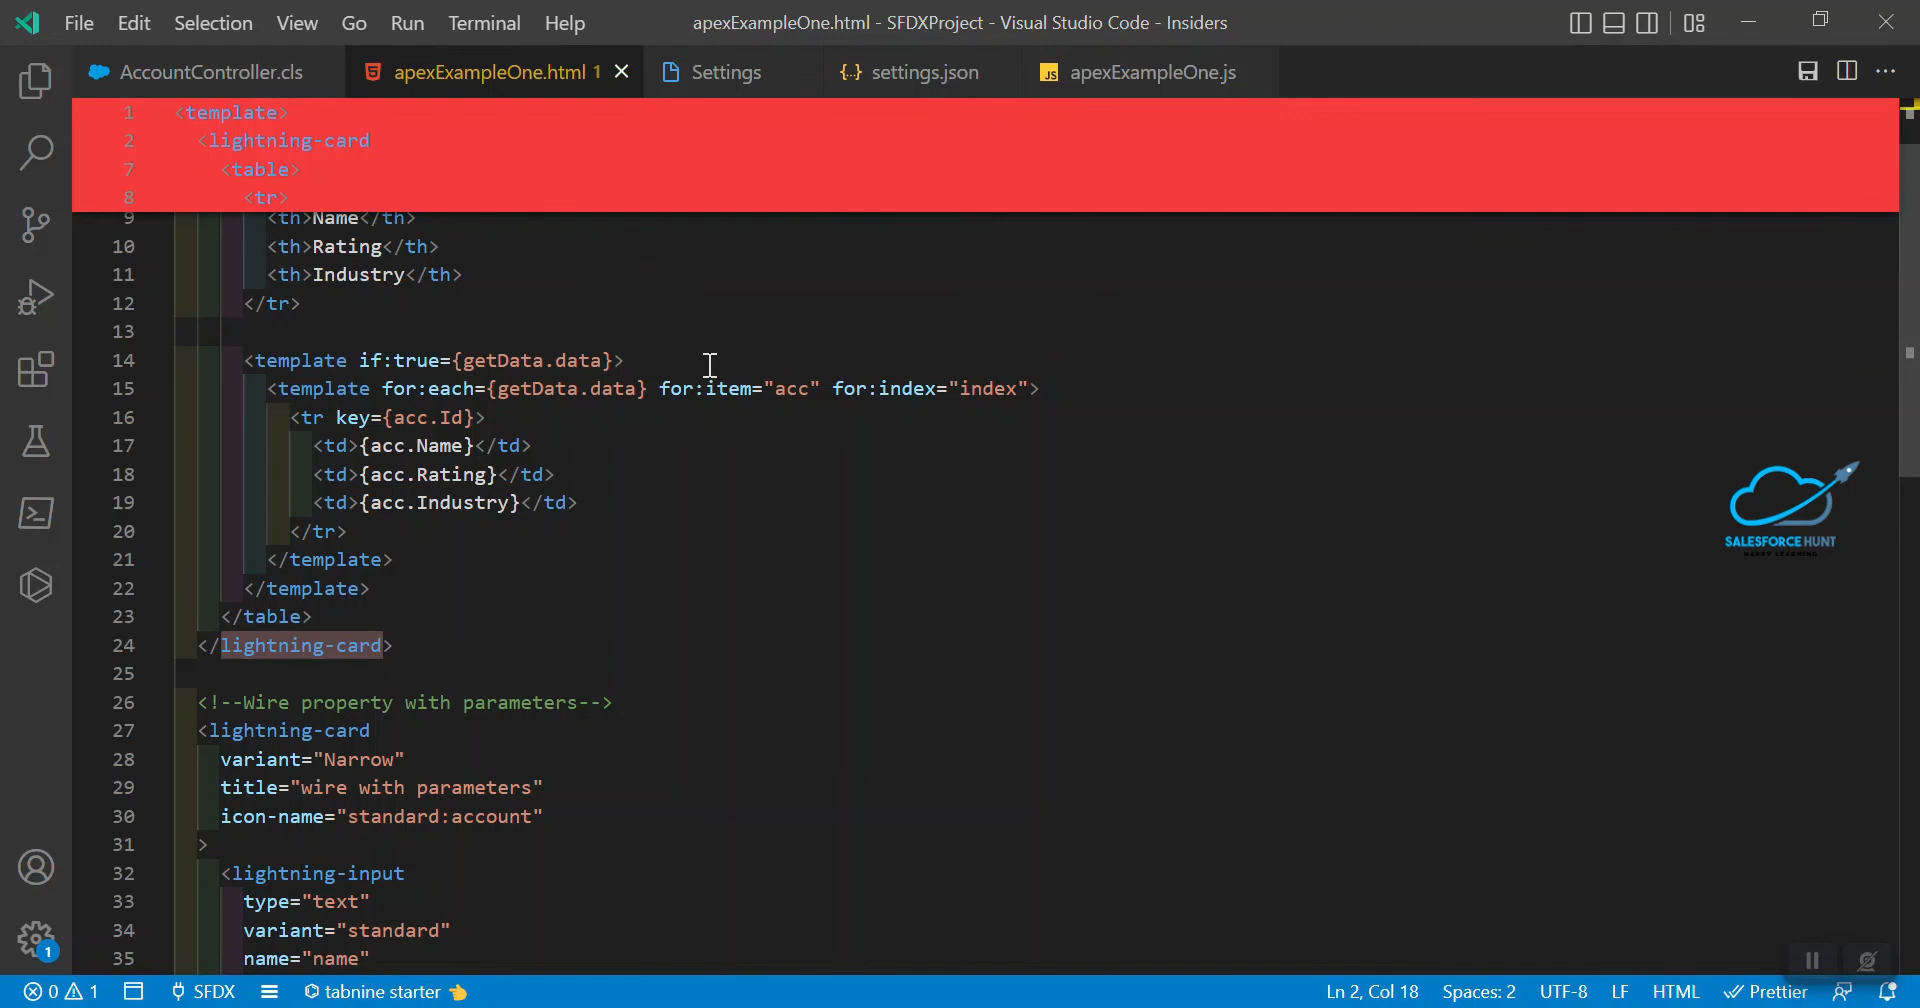 File Edit Selection View Go Run Terminal Help apexExampleOne.html - SFDXProject - Visual Studio Code - Insiders
AccountController.cls apexExampleOne.html 1 Settings settings.json JS apexExampleOne.js
1 <template>
2 <lightning-card
7 <table>
8 <tr>
9 <th>Name</th>
10 <th>Rating</th>
11 <th>Industry</th>
12 </tr>
13
14 <template if:true={getData.data}>
15 <template for:each={getData.data} for:item="acc" for:index="index">
16 <tr key={acc.Id}>
17 <td>{acc.Name}</td>
18 <td>{acc.Rating}</td>
19 <td>{acc.Industry}</td>
20 </tr>
21 </template>
22 </template>
23 </table>
24 </lightning-card>
25
26 <!--Wire property with parameters-->
27 <lightning-card
28 variant="Narrow"
29 title="wire with parameters"
30 icon-name="standard:account"
31 >
32 <lightning-input
33 type="text"
34 variant="standard"
35 name="name"
SALESFORCE HUNT
1
0 1 SFDX tabnine starter Ln 2, Col 18 Spaces: 2 UTF-8 LF HTML Prettier